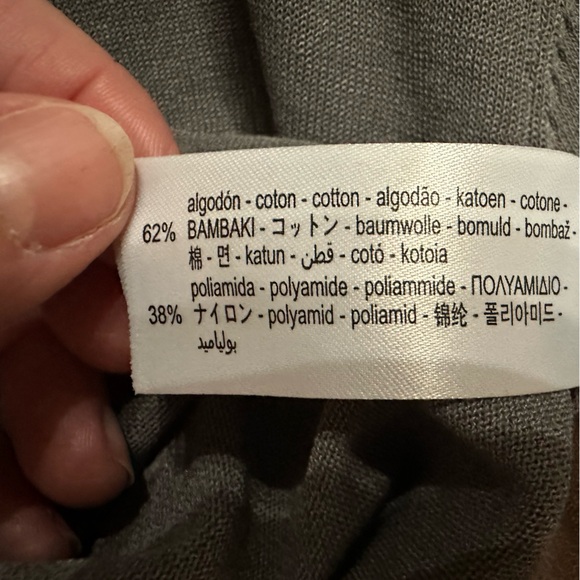 algodón - coton - cotton - algodão - katoen - cotone -
62% BAMBAKI - コットン - baumwolle - bomuld - bombaž -
棉 - 면 - katun - قطن - cotó - kotoia
poliamida - polyamide - poliammide - ΠΟΛΥΑΜΙΔΙΟ -
38% ナイロン - polyamid - poliamid - 锦纶 - 폴리아미드 -
بولياميد